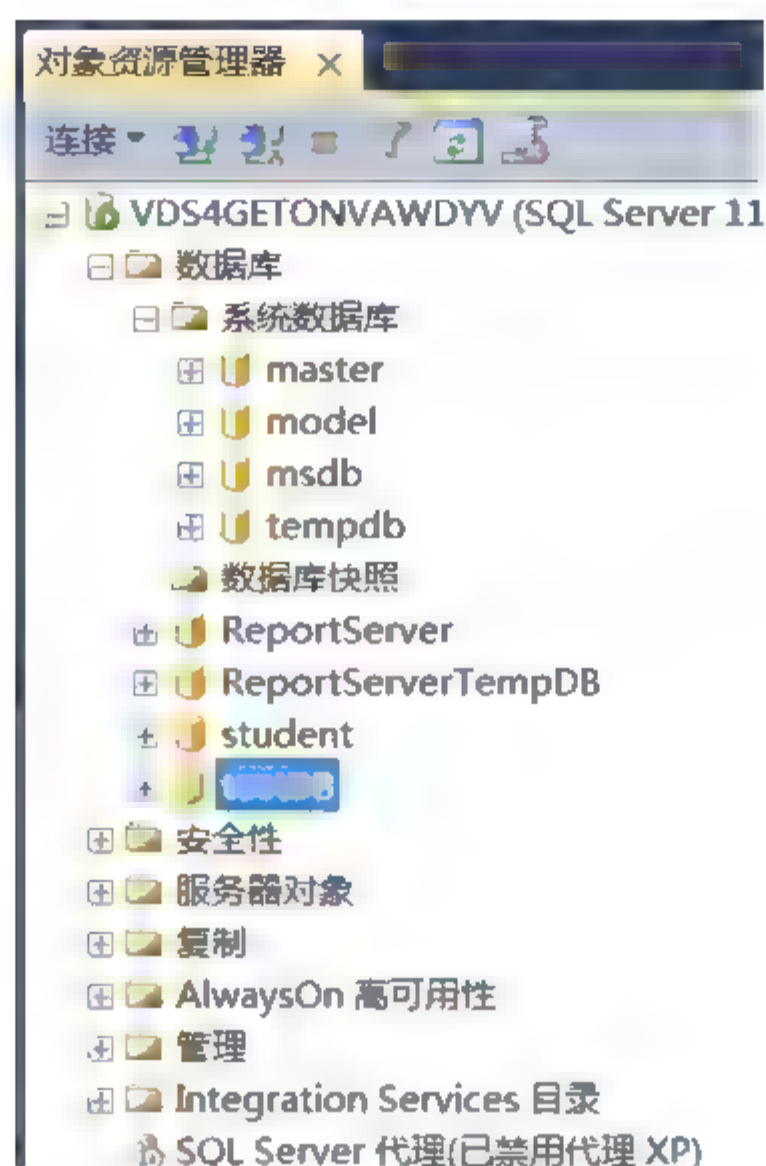 对象资源管理器
连接
VDS4GETONVAWDYV (SQL Server 11
数据库
系统数据库
master
model
msdb
tempdb
数据库快照
ReportServer
ReportServerTempDB
student
安全性
服务器对象
复制
AlwaysOn 高可用性
管理
Integration Services 目录
SQL Server 代理(已禁用代理 XP)